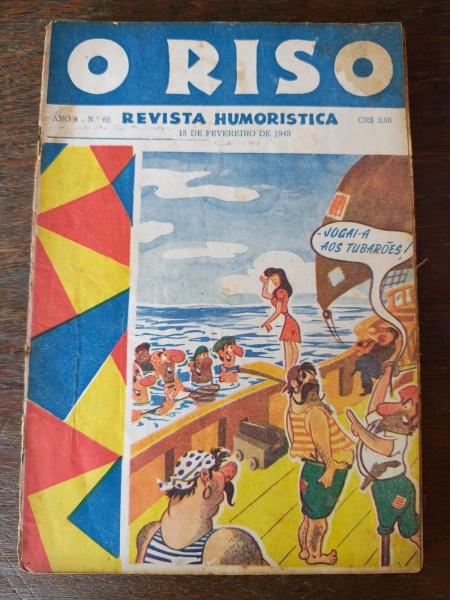 O RISO
ANO 4 - N.º 65 REVISTA HUMORISTICA CR$ 3,00
15 DE FEVEREIRO DE 1949
- JOGAI-A
AOS TUBARÕES!